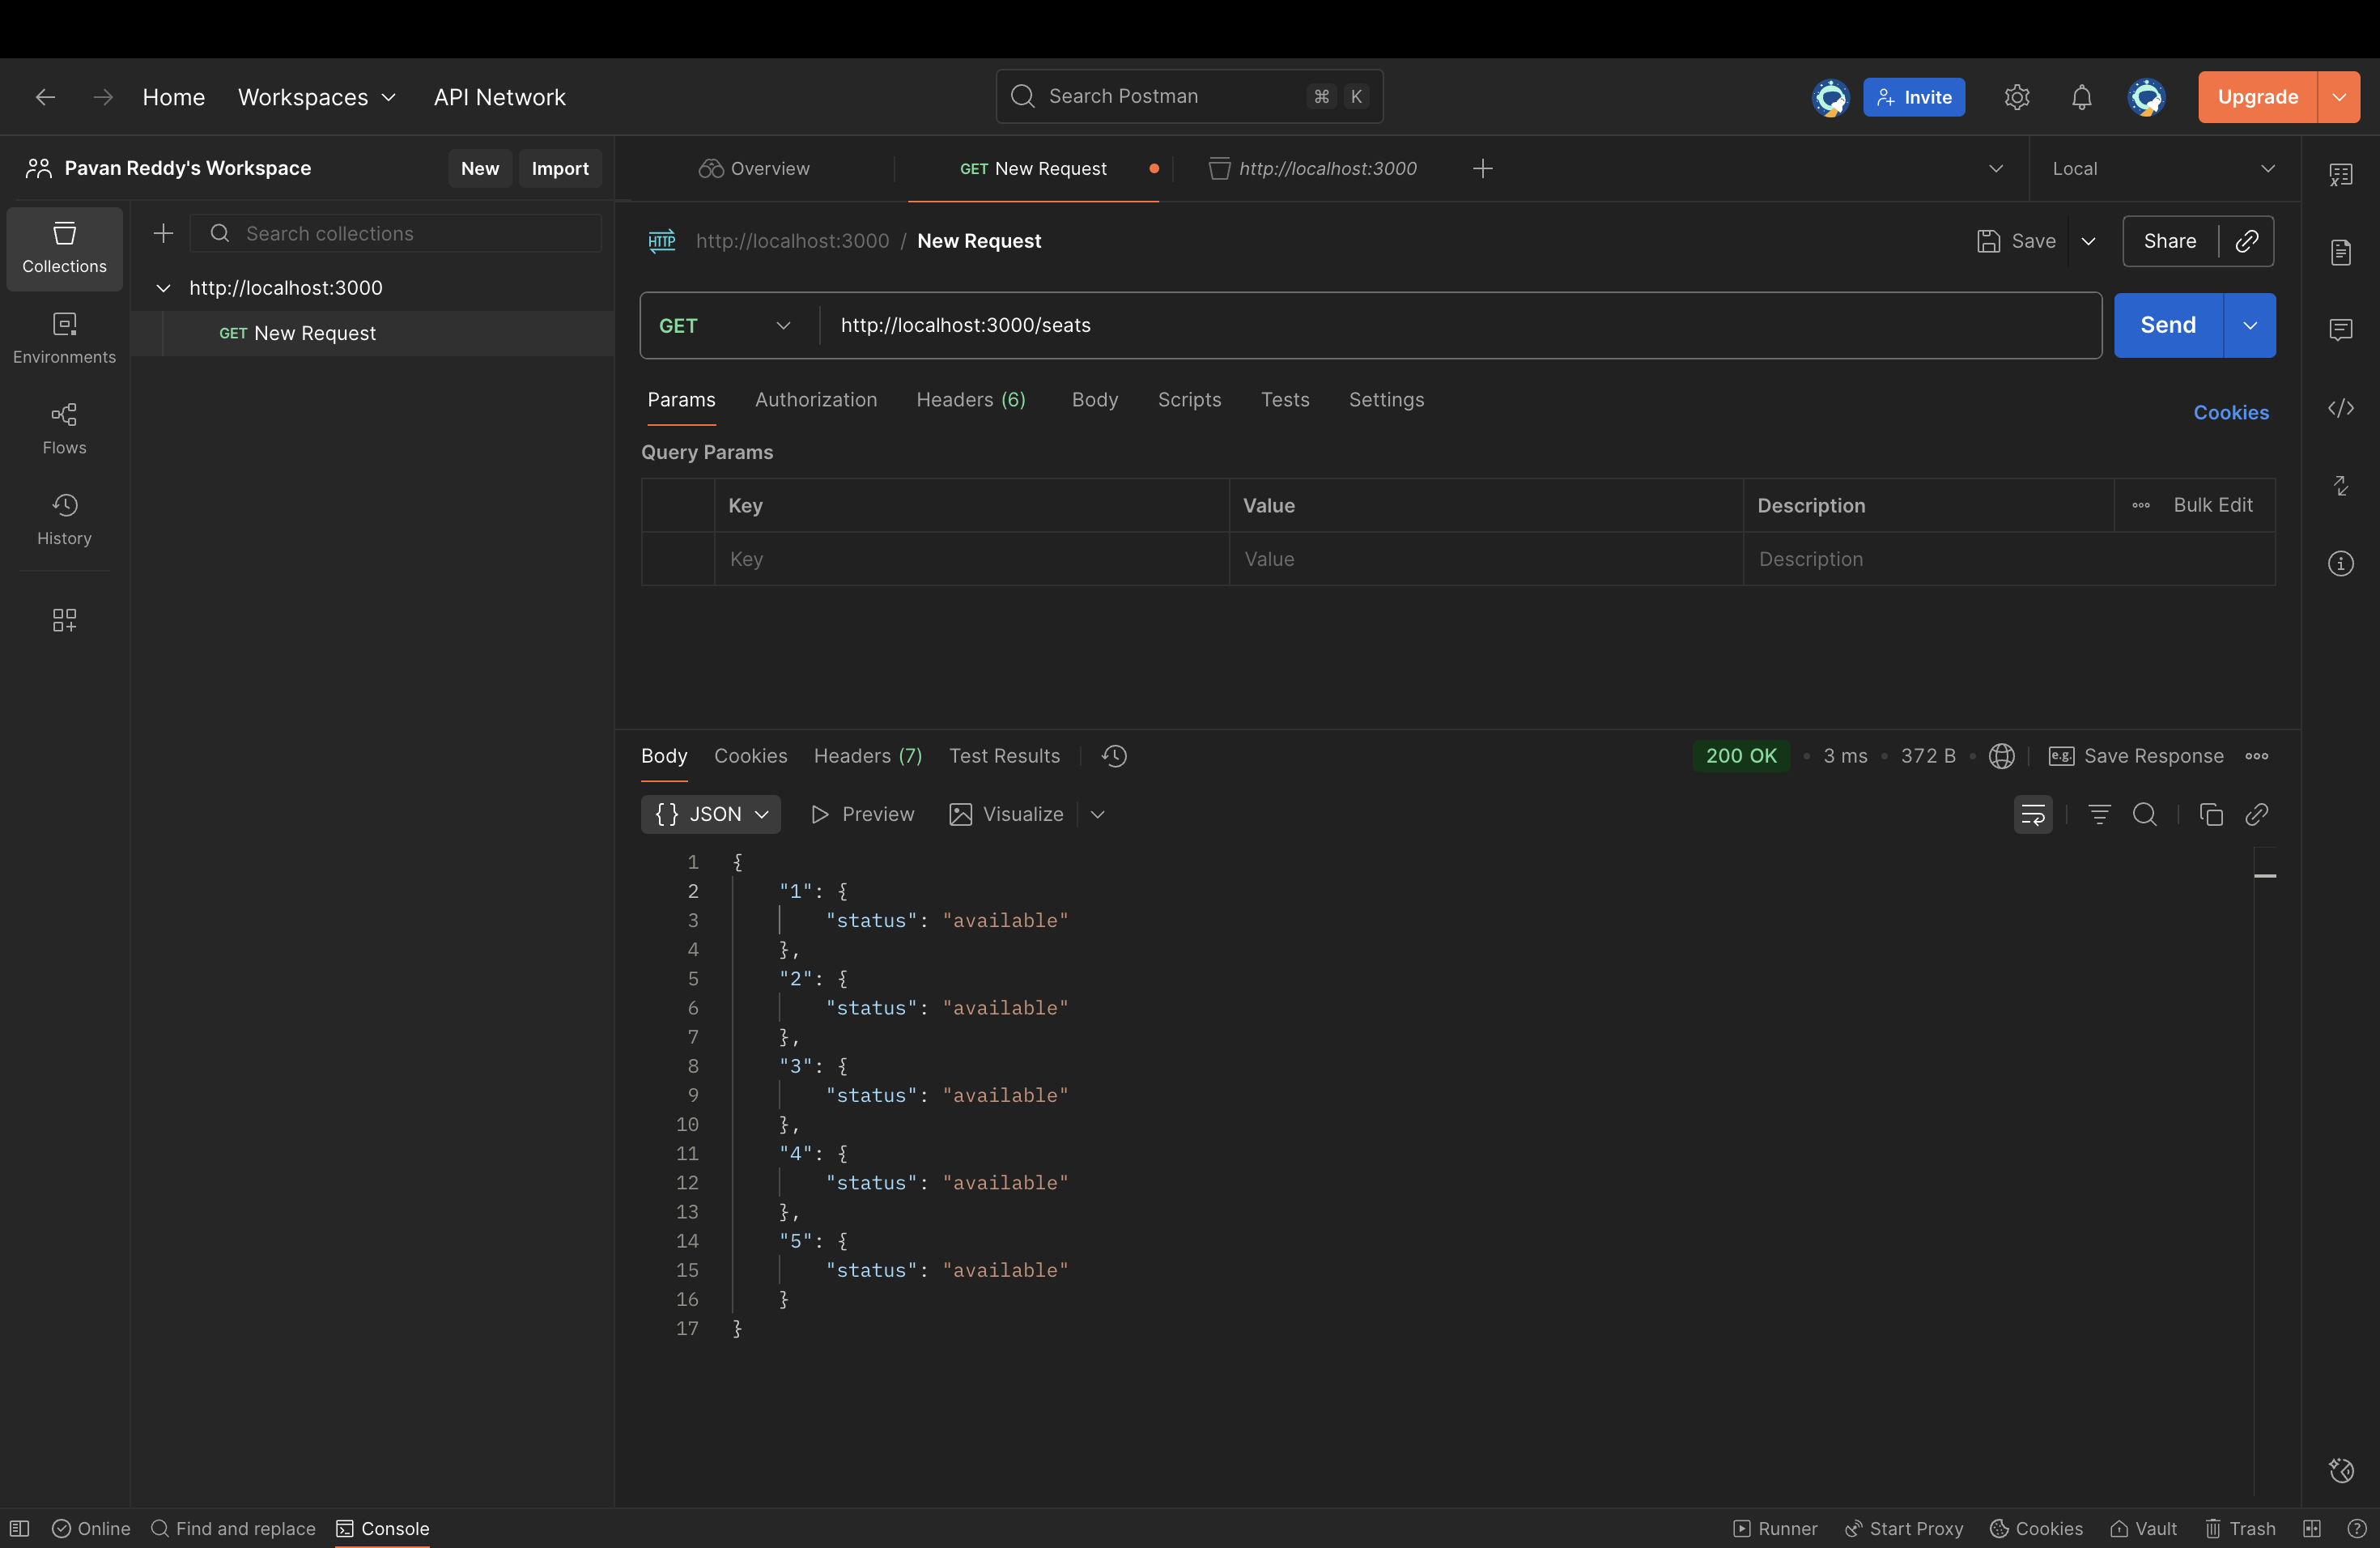 Home Workspaces API Network Search Postman ⌘ K Invite Upgrade
Pavan Reddy's Workspace New Import Overview GET New Request http://localhost:3000 Local
Collections
Search collections
http://localhost:3000
GET New Request
Environments
Flows
History
HTTP http://localhost:3000 / New Request Save Share
GET http://localhost:3000/seats Send
Params Authorization Headers (6) Body Scripts Tests Settings Cookies
Query Params
Key Value Description Bulk Edit
Key Value Description
Body Cookies Headers (7) Test Results 200 OK 3 ms 372 B e.g. Save Response
{} JSON Preview Visualize
1 {
2 "1": {
3 "status": "available"
4 },
5 "2": {
6 "status": "available"
7 },
8 "3": {
9 "status": "available"
10 },
11 "4": {
12 "status": "available"
13 },
14 "5": {
15 "status": "available"
16 }
17 }
Online Find and replace Console Runner Start Proxy Cookies Vault Trash